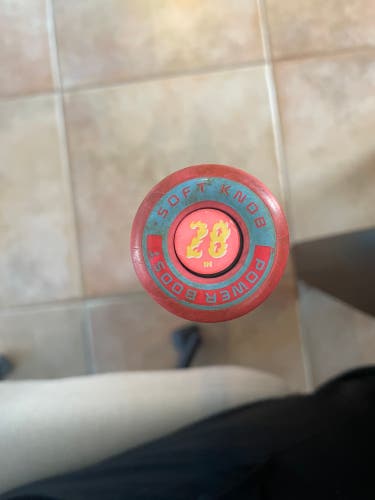 SOFT KNOB
28
IN
POWER BOOST